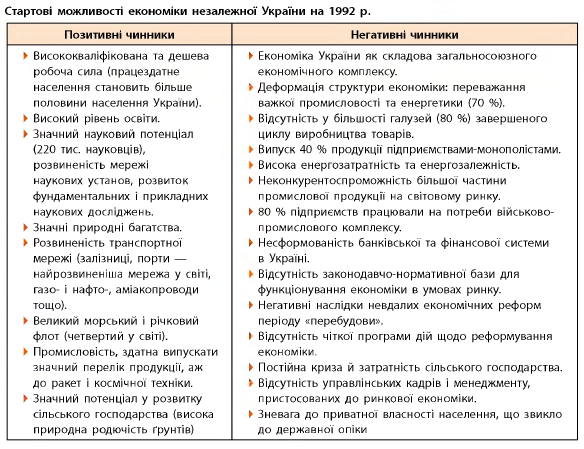 Стартові можливості економіки незалежної України на 1992 р.
Позитивні чинники
Висококваліфікована та дешева
робоча сила (працездатне
населення становить більше
половини населення України).
Високий рівень освіти.
Значний науковий потенціал
(220 тис. науковців),
розвиненість мережі
наукових установ, розвиток
фундаментальних і прикладних
наукових досліджень.
Значні природні багатства.
Розвиненість транспортної
мережі (залізниці, порти —
найрозвиненіша мережа у світі,
газо- і нафто-, аміакопроводи
тощо).
Великий морський і річковий
флот (четвертий у світі).
Промисловість, здатна випускати
значний перелік продукції, аж
до ракет і космічної техніки.
Значний потенціал у розвитку
сільського господарства (висока
природна родючість ґрунтів)
Негативні чинники
Економіка України як складова загальносоюзного
економічного комплексу.
Деформація структури економіки: переважання
важкої промисловості та енергетики (70 %).
Відсутність у більшості галузей (80 %) завершеного
циклу виробництва товарів.
Випуск 40 % продукції підприємствами-монополістами.
Висока енергозатратність та енергозалежність.
Неконкурентоспроможність більшої частини
промислової продукції на світовому ринку.
80 % підприємств працювали на потреби військово-
промислового комплексу.
Несформованість банківської та фінансової системи
в Україні.
Відсутність законодавчо-нормативної бази для
функціонування економіки в умовах ринку.
Негативні наслідки невдалих економічних реформ
періоду «перебудови».
Відсутність чіткої програми дій щодо реформування
економіки.
Постійна криза й затратність сільського господарства.
Відсутність управлінських кадрів і менеджменту,
пристосованих до ринкової економіки.
Зневага до приватної власності населення, що звикло
до державної опіки